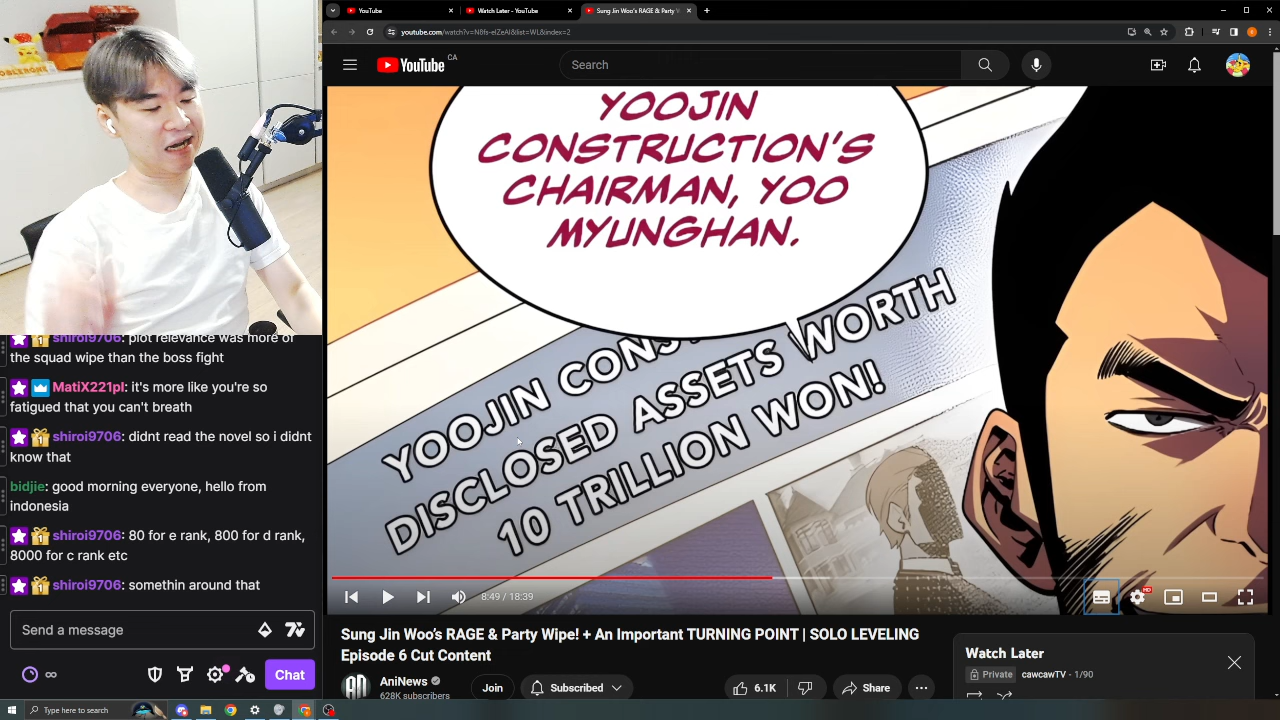 YouTube
Watch Later - YouTube
Sung Jin Woo's RAGE & Party
youtube.com/watch?v=N8fs-eIZeAI&list=WL&index=2
YouTube CA
Search
YOOJIN
CONSTRUCTION'S
CHAIRMAN, YOO
MYUNGHAN.
YOOJIN CONS
DISCLOSED ASSETS WORTH
10 TRILLION WON!
8:49 / 18:39
HD
Sung Jin Woo's RAGE & Party Wipe! + An Important TURNING POINT | SOLO LEVELING
Episode 6 Cut Content
AniNews
628K subscribers
Join
Subscribed
6.1K
Share
Watch Later
Private
cawcawTV - 1/90
shiroi9706: plot relevance was more of
the squad wipe than the boss fight
MatiX221pl: it's more like you're so
fatigued that you can't breath
shiroi9706: didnt read the novel so i didnt
know that
bidjie: good morning everyone, hello from
indonesia
shiroi9706: 80 for e rank, 800 for d rank,
8000 for c rank etc
shiroi9706: somethin around that
Send a message
Chat
Type here to search